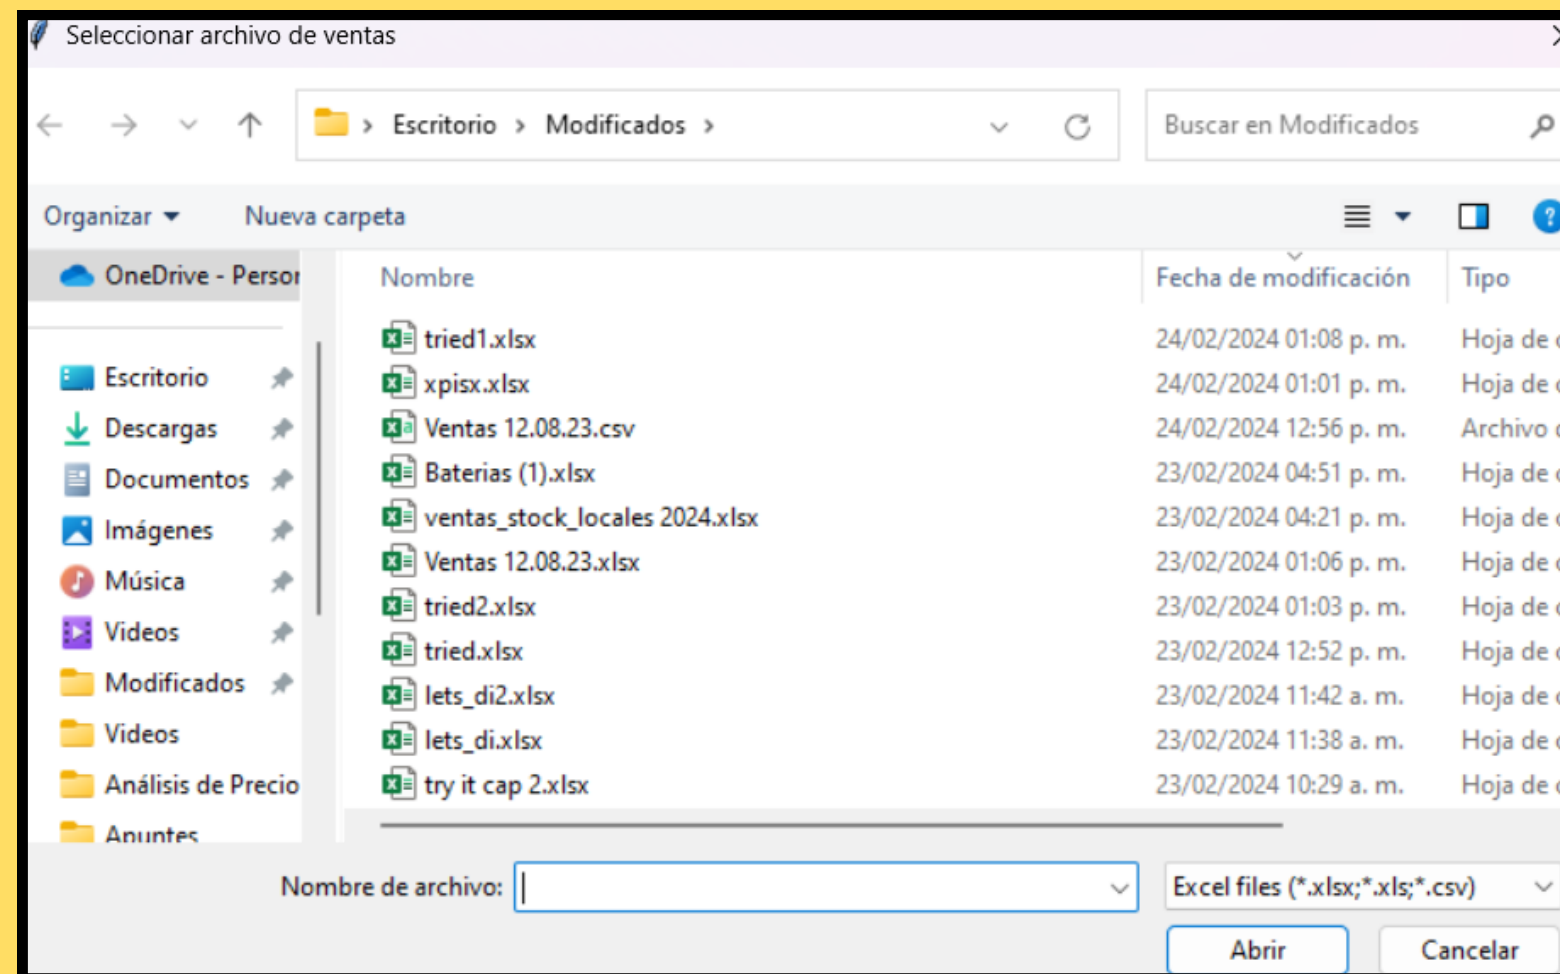 Seleccionar archivo de ventas
Escritorio > Modificados >
Buscar en Modificados
Organizar
Nueva carpeta
OneDrive - Person
Nombre
Fecha de modificación
Tipo
tried1.xlsx 24/02/2024 01:08 p. m. Hoja de
xpisx.xlsx 24/02/2024 01:01 p. m. Hoja de
Ventas 12.08.23.csv 24/02/2024 12:56 p. m. Archivo
Baterias (1).xlsx 23/02/2024 04:51 p. m. Hoja de
ventas_stock_locales 2024.xlsx 23/02/2024 04:21 p. m. Hoja de
Ventas 12.08.23.xlsx 23/02/2024 01:06 p. m. Hoja de
tried2.xlsx 23/02/2024 01:03 p. m. Hoja de
tried.xlsx 23/02/2024 12:52 p. m. Hoja de
lets_di2.xlsx 23/02/2024 11:42 a. m. Hoja de
lets_di.xlsx 23/02/2024 11:38 a. m. Hoja de
try it cap 2.xlsx 23/02/2024 10:29 a. m. Hoja de
Escritorio
Descargas
Documentos
Imágenes
Música
Videos
Modificados
Videos
Análisis de Precio
Apuntes
Nombre de archivo:
Excel files (*.xlsx;*.xls;*.csv)
Abrir
Cancelar